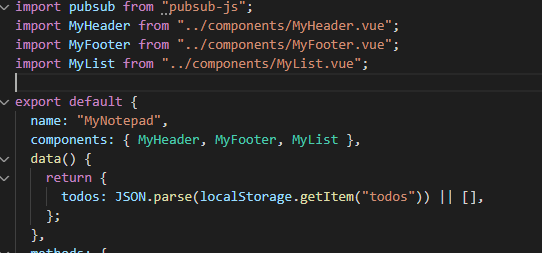 import pubsub from "pubsub-js";
import MyHeader from "../components/MyHeader.vue";
import MyFooter from "../components/MyFooter.vue";
import MyList from "../components/MyList.vue";
export default {
name: "MyNotepad",
components: { MyHeader, MyFooter, MyList },
data() {
return {
todos: JSON.parse(localStorage.getItem("todos")) || [],
};
},
methods: {